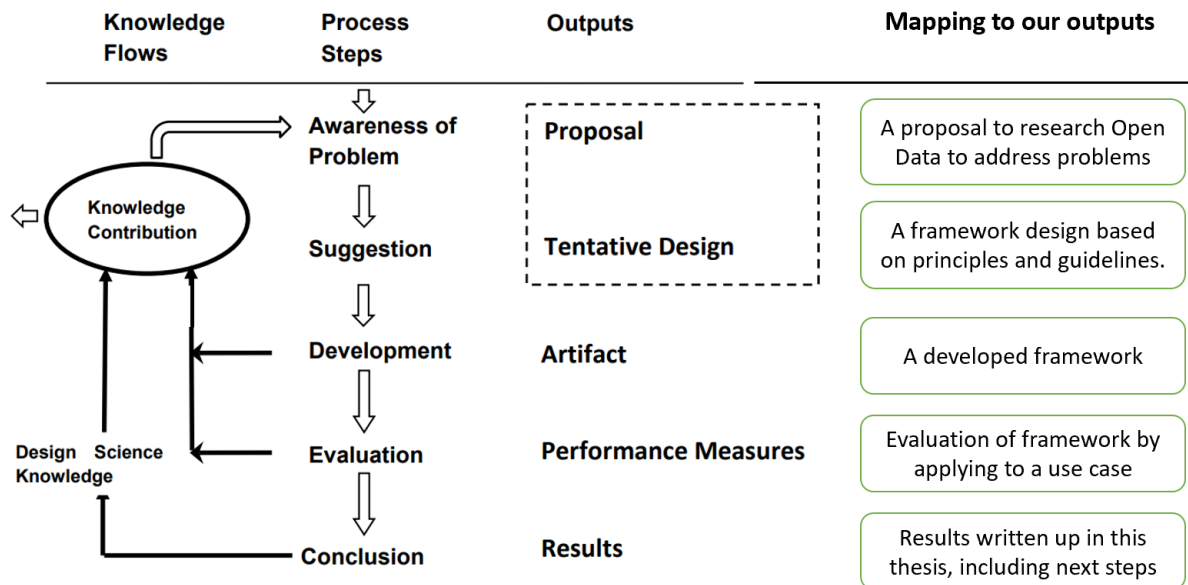 Knowledge
Flows
Process
Steps
Outputs
Mapping to our outputs
Awareness of
Problem
Proposal
A proposal to research Open
Data to address problems
Knowledge
Contribution
Suggestion
Tentative Design
A framework design based
on principles and guidelines.
Development
Artifact
A developed framework
Design Science
Knowledge
Evaluation
Performance Measures
Evaluation of framework by
applying to a use case
Conclusion
Results
Results written up in this
thesis, including next steps